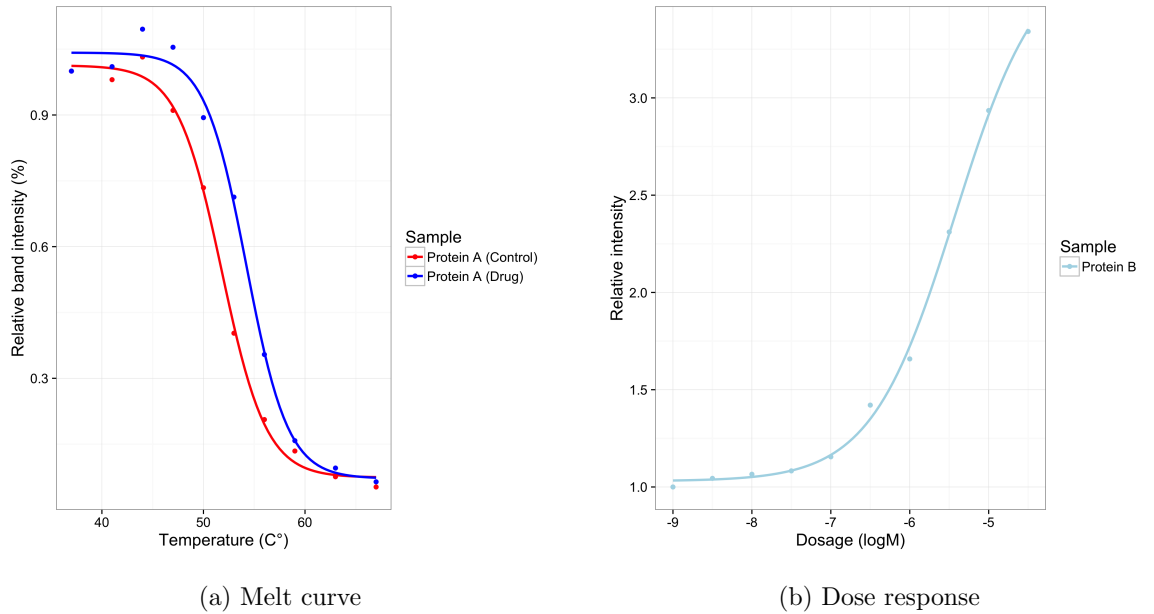 Relative band intensity (%)
0.9
0.6
0.3
40 50 60
Temperature (C°)
Sample
Protein A (Control)
Protein A (Drug)
(a) Melt curve
Relative intensity
3.0
2.5
2.0
1.5
1.0
-9 -8 -7 -6 -5
Dosage (logM)
Sample
Protein B
(b) Dose response